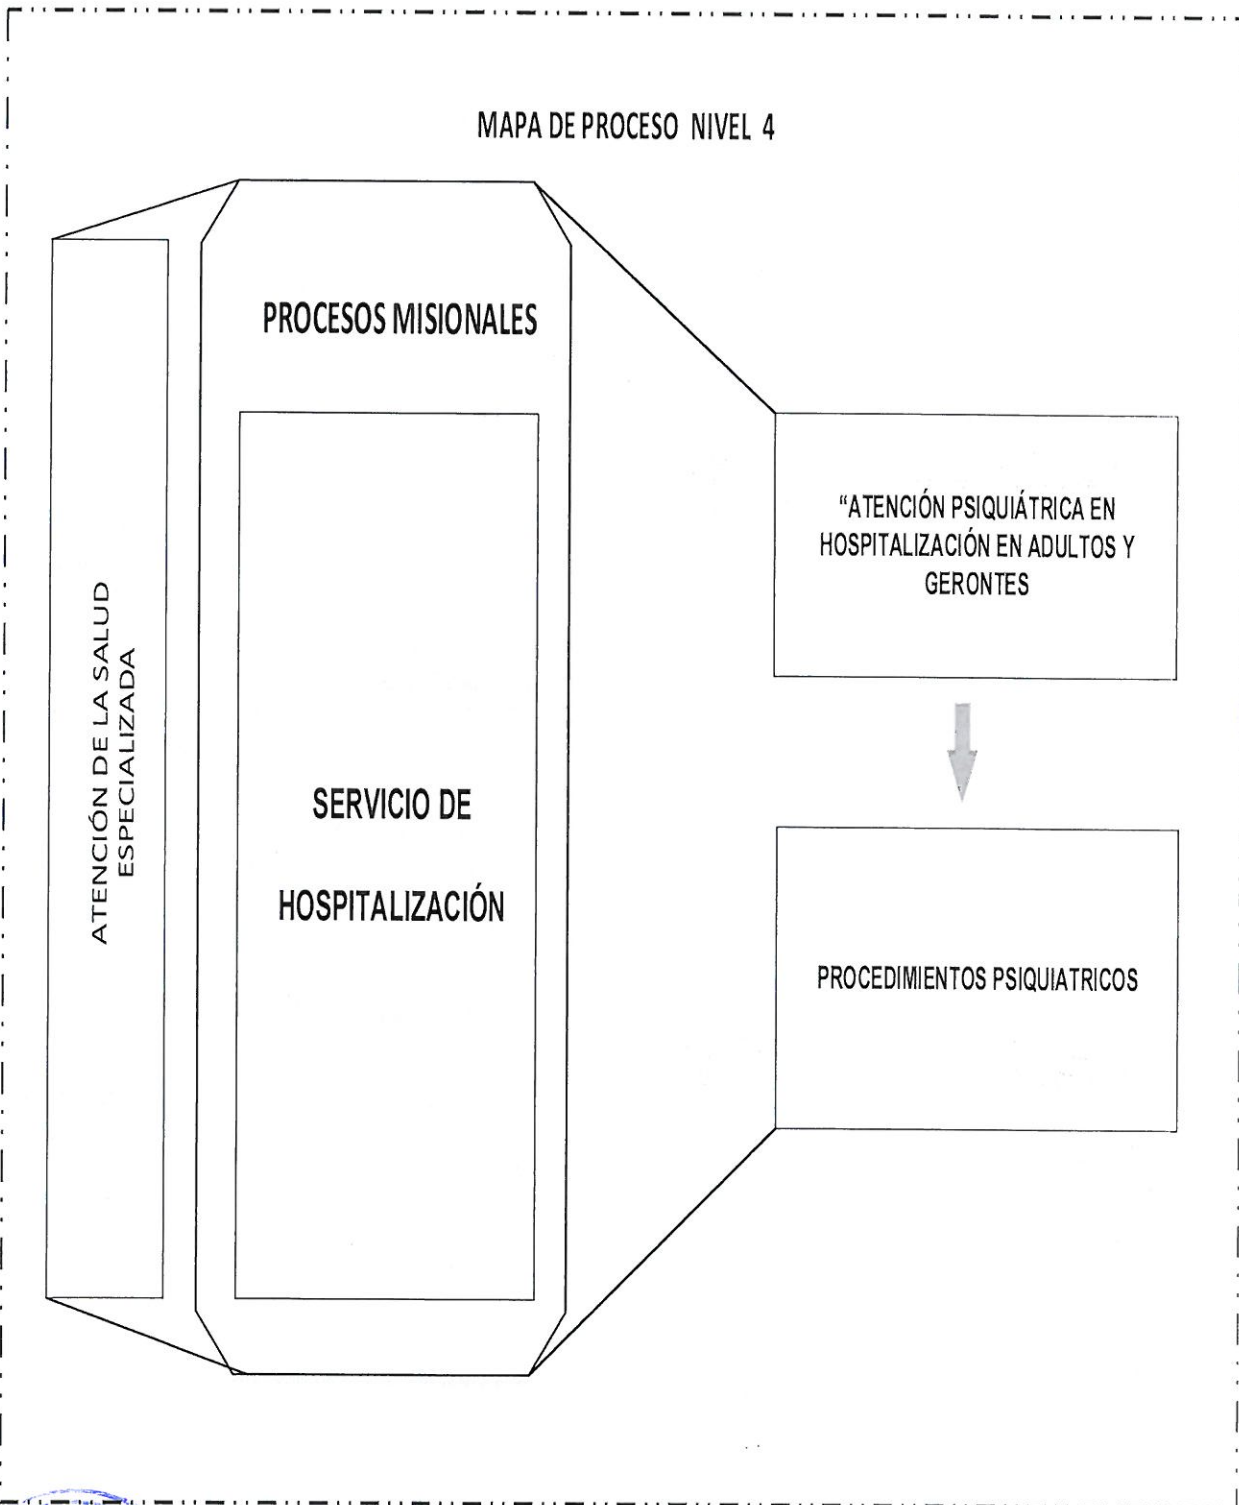 MAPA DE PROCESO NIVEL 4
ATENCIÓN DE LA SALUD
ESPECIALIZADA
PROCESOS MISIONALES
SERVICIO DE
HOSPITALIZACIÓN
“ATENCIÓN PSIQUIÁTRICA EN
HOSPITALIZACIÓN EN ADULTOS Y
GERONTES
PROCEDIMIENTOS PSIQUIATRICOS